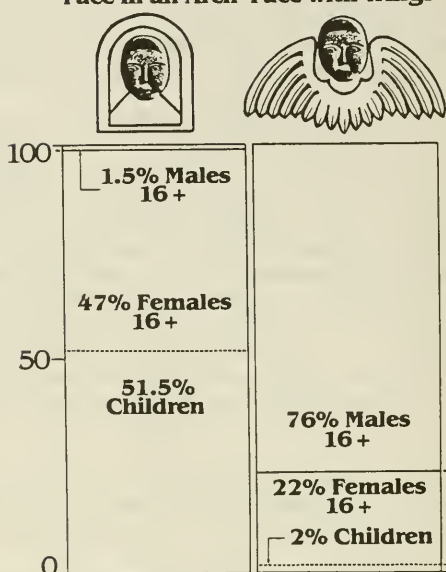 Face in an Arch Face with Wings
100
1.5% Males
16+
47% Females
16+
50
51.5%
Children
76% Males
16+
22% Females
16+
2% Children
0